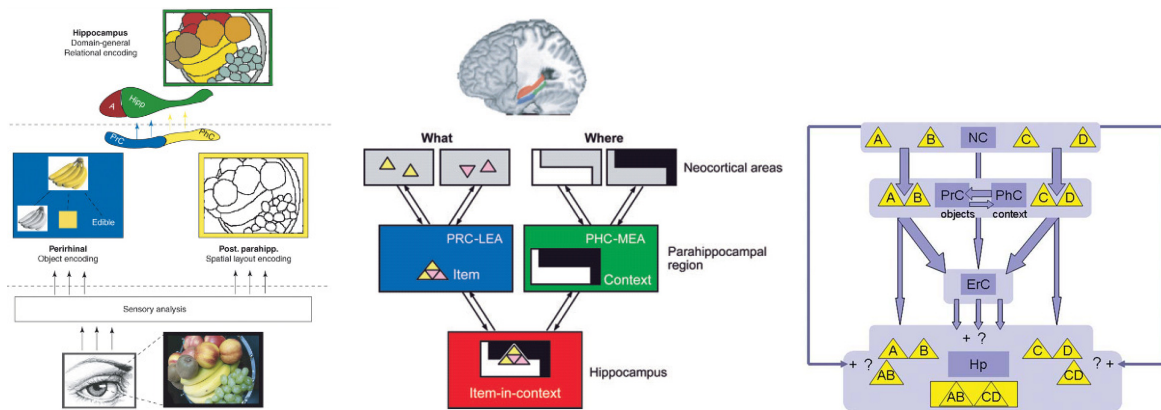 Hippocampus
Domain-general
Relational encoding
A
Hipp
PrC
PhC
Edible
Perirhinal
Object encoding
Post. parahipp.
Spatial layout encoding
Sensory analysis
What
Where
Neocortical areas
PRC-LEA
PHC-MEA
Item
Context
Parahippocampal
region
Item-in-context
Hippocampus
A B NC C D
A B PrC PhC C D
objects context
ErC
+ ?
A B Hp C D
+ ? AB CD ? +
AB CD